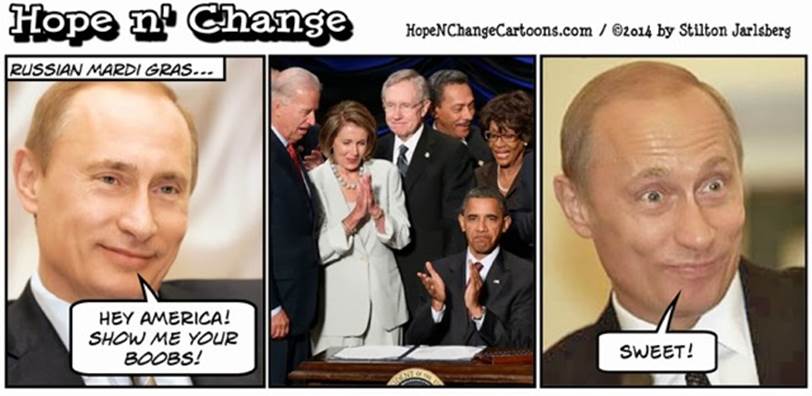 Hope n' Change
HopeNChangeCartoons.com / ©2014 by Stilton Jarlsberg
RUSSIAN MARDI GRAS...
HEY AMERICA!
SHOW ME YOUR
BOOBS!
SWEET!